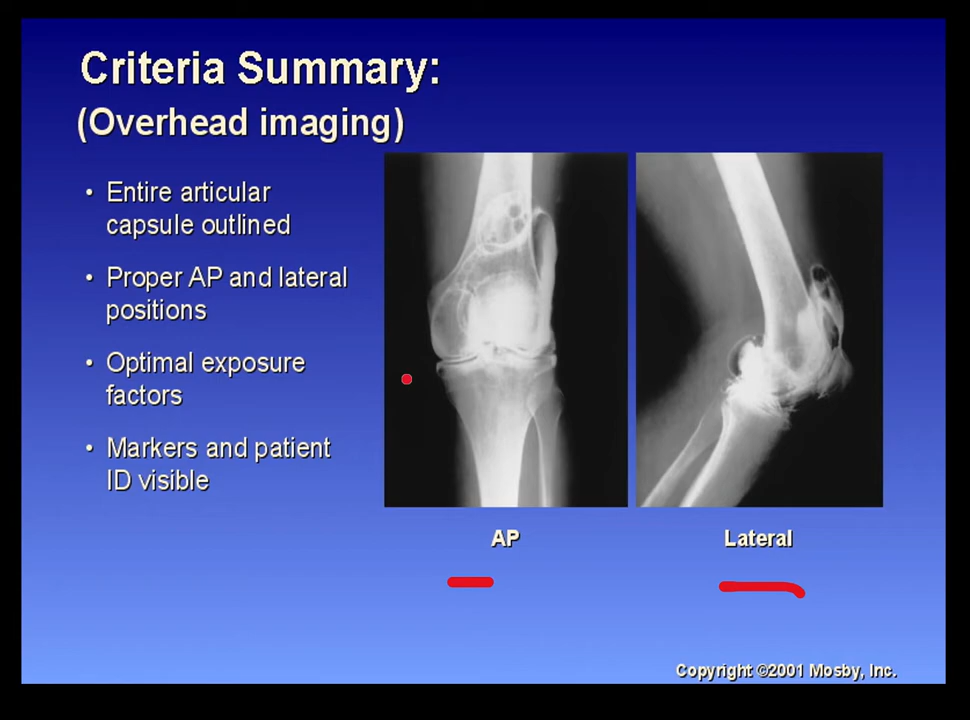 Criteria Summary:
(Overhead imaging)
• Entire articular
capsule outlined
• Proper AP and lateral
positions
• Optimal exposure
factors
• Markers and patient
ID visible
AP
Lateral
Copyright ©2001 Mosby, Inc.